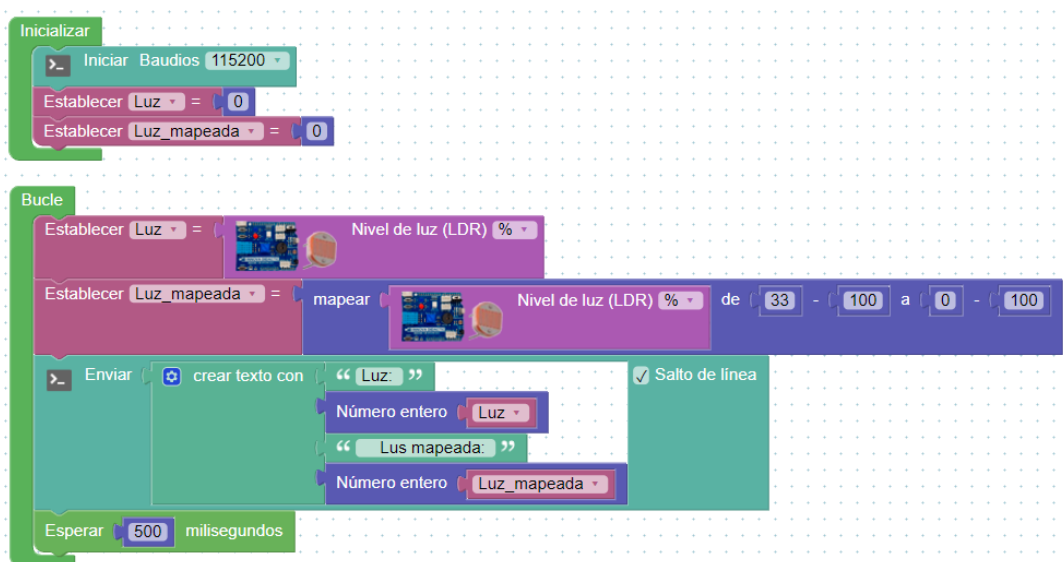 Inicializar
Iniciar Baudios 115200
Establecer Luz = 0
Establecer Luz_mapeada = 0
Bucle
Establecer Luz = Nivel de luz (LDR) %
Establecer Luz_mapeada = mapear Nivel de luz (LDR) % de 33 - 100 a 0 - 100
Enviar crear texto con “ Luz: ” Salto de línea
Número entero Luz
“ Lus mapeada: ”
Número entero Luz_mapeada
Esperar 500 milisegundos